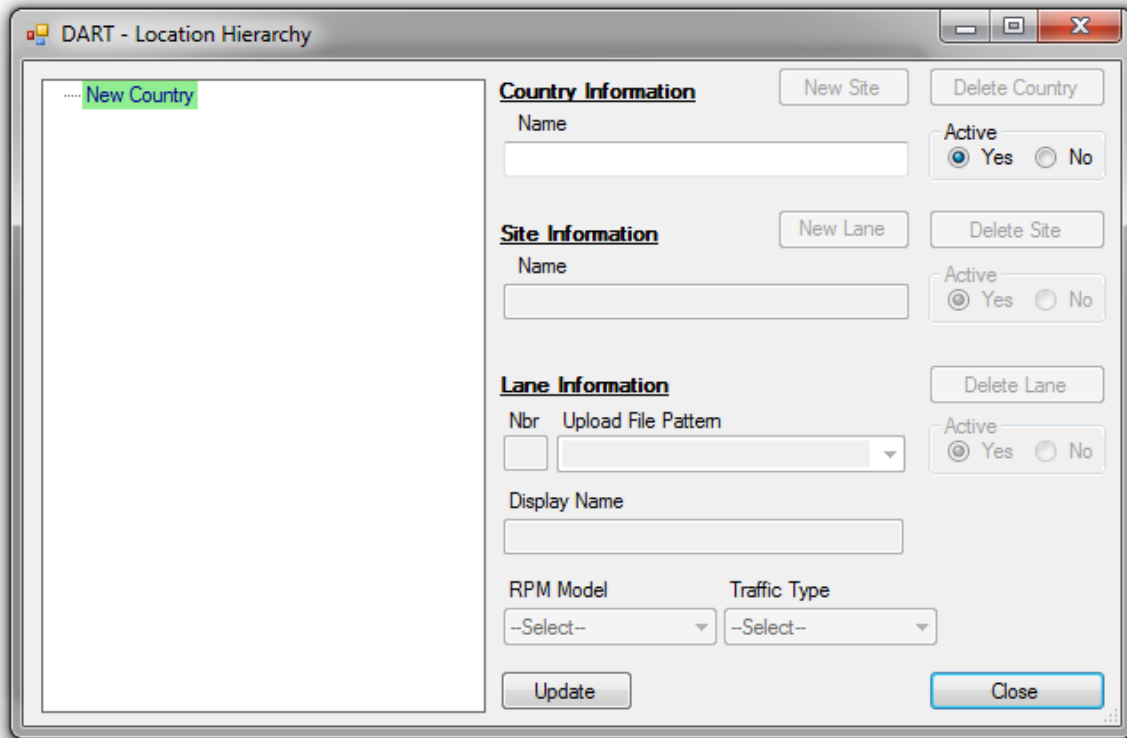 DART - Location Hierarchy
New Country
Country Information
New Site
Delete Country
Name
Active
Yes No
Site Information
New Lane
Delete Site
Name
Active
Yes No
Lane Information
Delete Lane
Nbr Upload File Pattern
Active
Yes No
Display Name
RPM Model Traffic Type
--Select-- --Select--
Update
Close